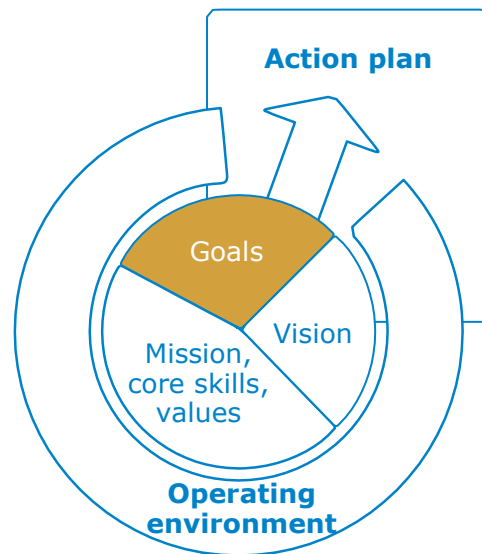 Action plan
Goals
Vision
Mission,
core skills,
values
Operating
environment